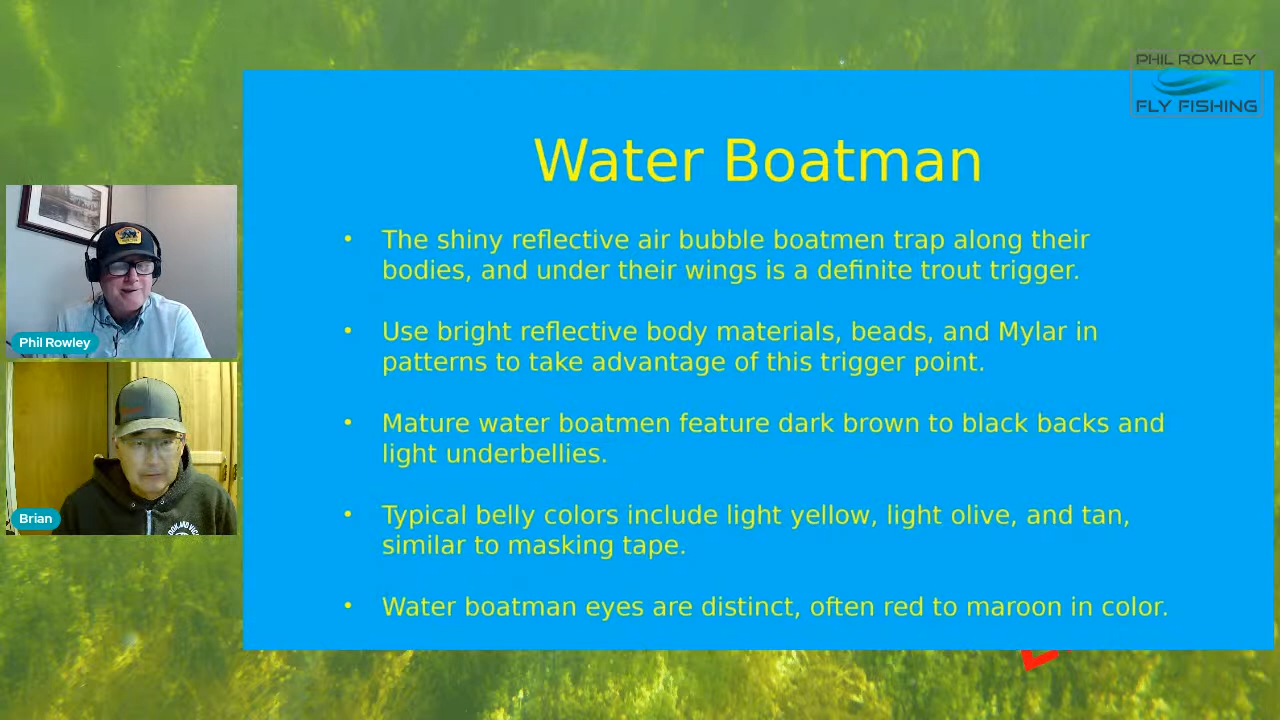 PHIL ROWLEY
FLY FISHING
Water Boatman
• The shiny reflective air bubble boatmen trap along their
bodies, and under their wings is a definite trout trigger.
• Use bright reflective body materials, beads, and Mylar in
patterns to take advantage of this trigger point.
• Mature water boatmen feature dark brown to black backs and
light underbellies.
• Typical belly colors include light yellow, light olive, and tan,
similar to masking tape.
• Water boatman eyes are distinct, often red to maroon in color.
Phil Rowley
Brian